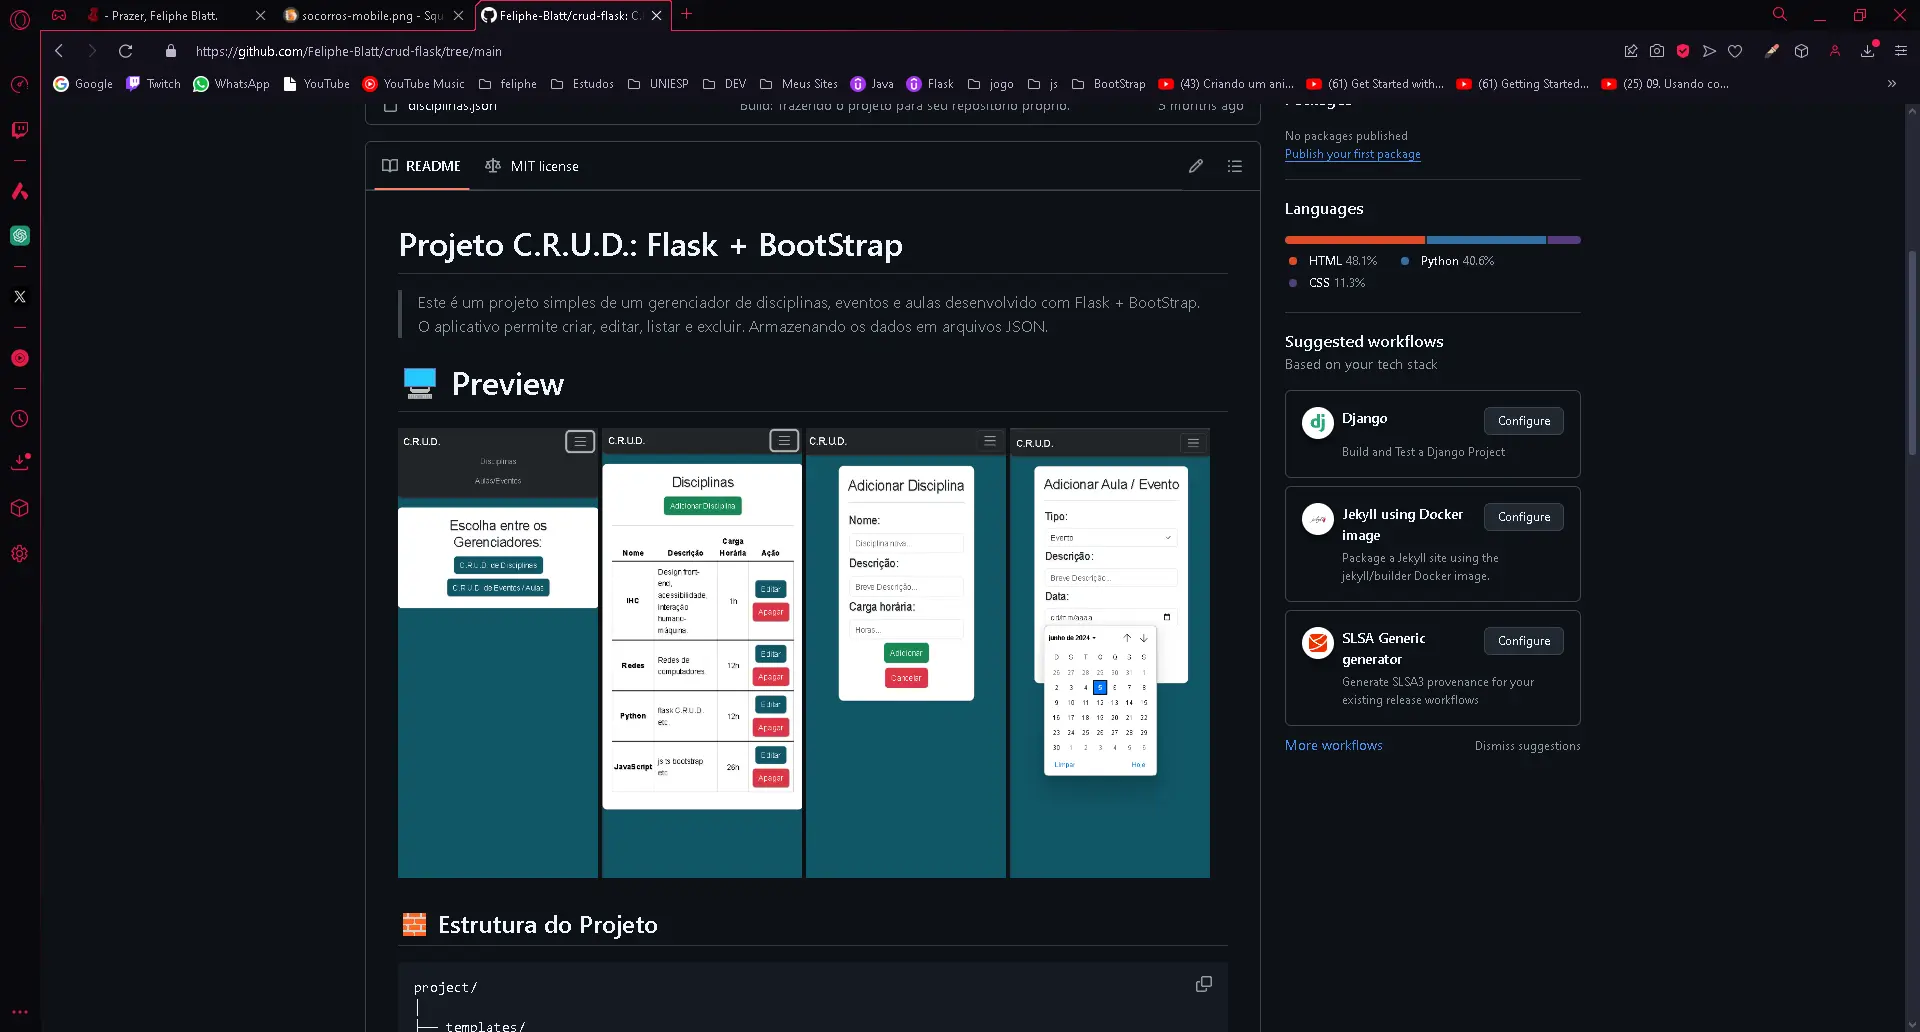 - Prazer, Feliphe Blatt.
socorros-mobile.png - Squ
Feliphe-Blatt/crud-flask: C.
https://github.com/Feliphe-Blatt/crud-flask/tree/main
Google
Twitch
WhatsApp
YouTube
YouTube Music
feliphe
Estudos
UNIESP
DEV
Meus Sites
Java
Flask
jogo
js
BootStrap
(43) Criando um ani...
(61) Get Started with...
(61) Getting Started...
(25) 09. Usando co...
disciplinas.json
Build: Trazendo o projeto para seu repositorio proprio.
3 months ago
README
MIT license
Projeto C.R.U.D.: Flask + BootStrap
Este é um projeto simples de um gerenciador de disciplinas, eventos e aulas desenvolvido com Flask + BootStrap.
O aplicativo permite criar, editar, listar e excluir. Armazenando os dados em arquivos JSON.
Preview
C.R.U.D.
Disciplinas
Aulas/Eventos
Escolha entre os
Gerenciadores:
C.R.U.D. de Disciplinas
C.R.U.D. de Eventos / Aulas
C.R.U.D.
Disciplinas
Adicionar Disciplina
Nome
Descrição
Carga
Horária
Ação
IHC
Design front-
end,
acessibilidade,
interação
humano-
máquina.
1h
Editar
Apagar
Redes
Redes de
computadores.
12h
Editar
Apagar
Python
flask C.R.U.D.
etc
12h
Editar
Apagar
JavaScript
js ts bootstrap
etc
26h
Editar
Apagar
C.R.U.D.
Adicionar Disciplina
Nome:
Disciplina nova...
Descrição:
Breve Descrição...
Carga horária:
Horas...
Adicionar
Cancelar
C.R.U.D.
Adicionar Aula / Evento
Tipo:
Evento
Descrição:
Breve Descrição...
Data:
dd/mm/aaaa
junho de 2024
D S T Q Q S S
26 27 28 29 30 31 1
2 3 4 5 6 7 8
9 10 11 12 13 14 15
16 17 18 19 20 21 22
23 24 25 26 27 28 29
30 1 2 3 4 5 6
Limpar
Hoje
Estrutura do Projeto
project/
│
├── templates/
Packages
No packages published
Publish your first package
Languages
HTML 48.1%
Python 40.6%
CSS 11.3%
Suggested workflows
Based on your tech stack
dj
Django
Configure
Build and Test a Django Project
Jekyll using Docker
image
Configure
Package a Jekyll site using the
jekyll/builder Docker image.
SLSA Generic
generator
Configure
Generate SLSA3 provenance for your
existing release workflows
More workflows
Dismiss suggestions